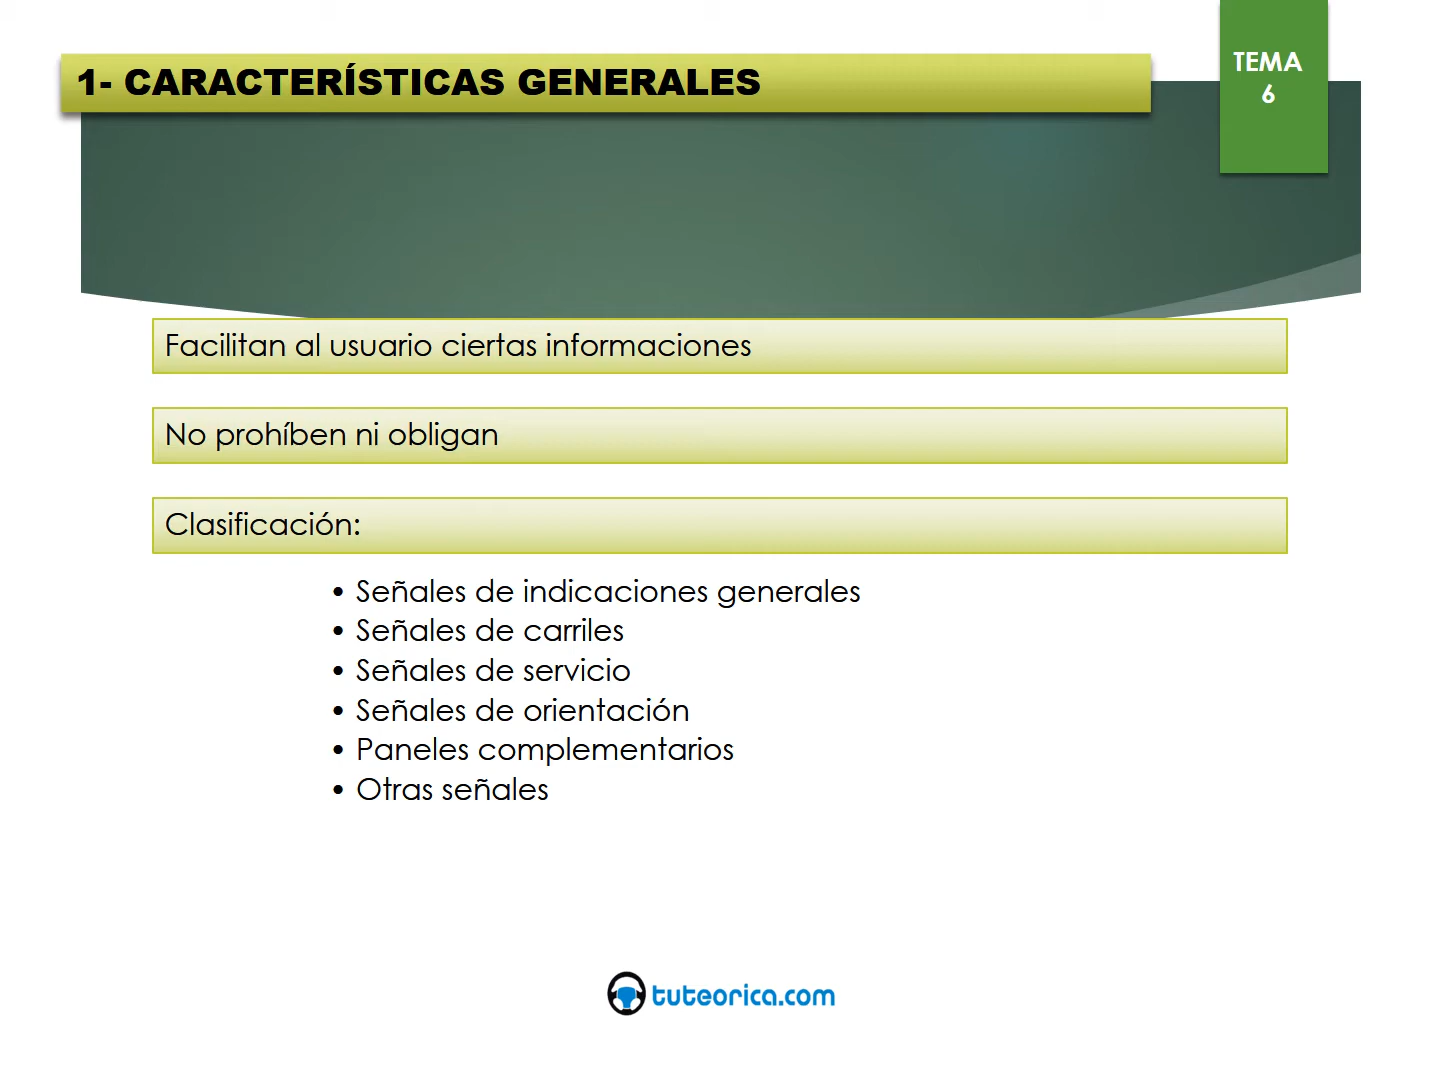 1- CARACTERÍSTICAS GENERALES
TEMA
6
Facilitan al usuario ciertas informaciones
No prohíben ni obligan
Clasificación:
• Señales de indicaciones generales
• Señales de carriles
• Señales de servicio
• Señales de orientación
• Paneles complementarios
• Otras señales
tuteorica.com